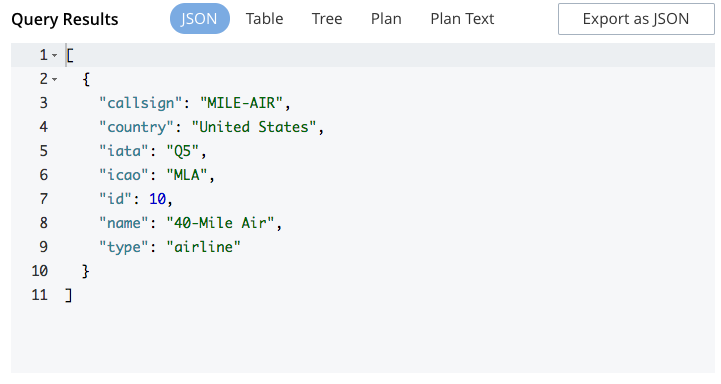 Query Results JSON Table Tree Plan Plan Text Export as JSON
1 [
2 {
3 "callsign": "MILE-AIR",
4 "country": "United States",
5 "iata": "Q5",
6 "icao": "MLA",
7 "id": 10,
8 "name": "40-Mile Air",
9 "type": "airline"
10 }
11 ]